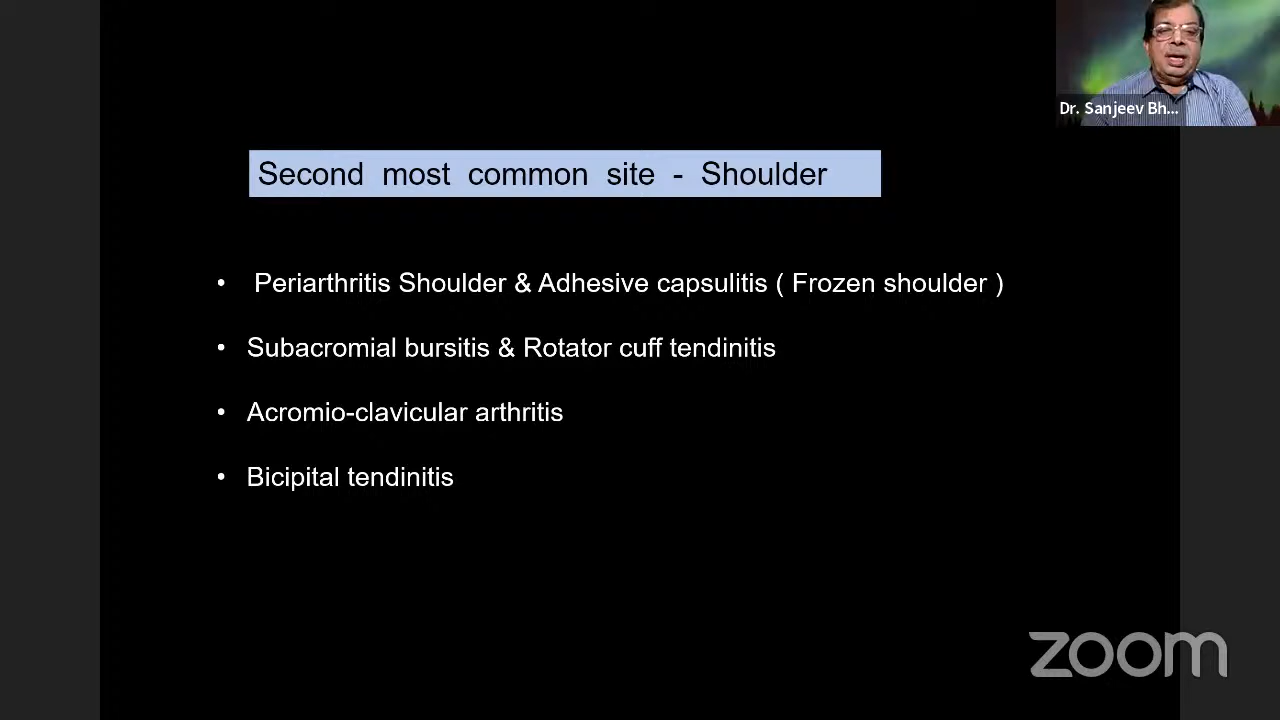 Dr. Sanjeev Bh...
Second most common site - Shoulder
• Periarthritis Shoulder & Adhesive capsulitis ( Frozen shoulder )
• Subacromial bursitis & Rotator cuff tendinitis
• Acromio-clavicular arthritis
• Bicipital tendinitis
zoom